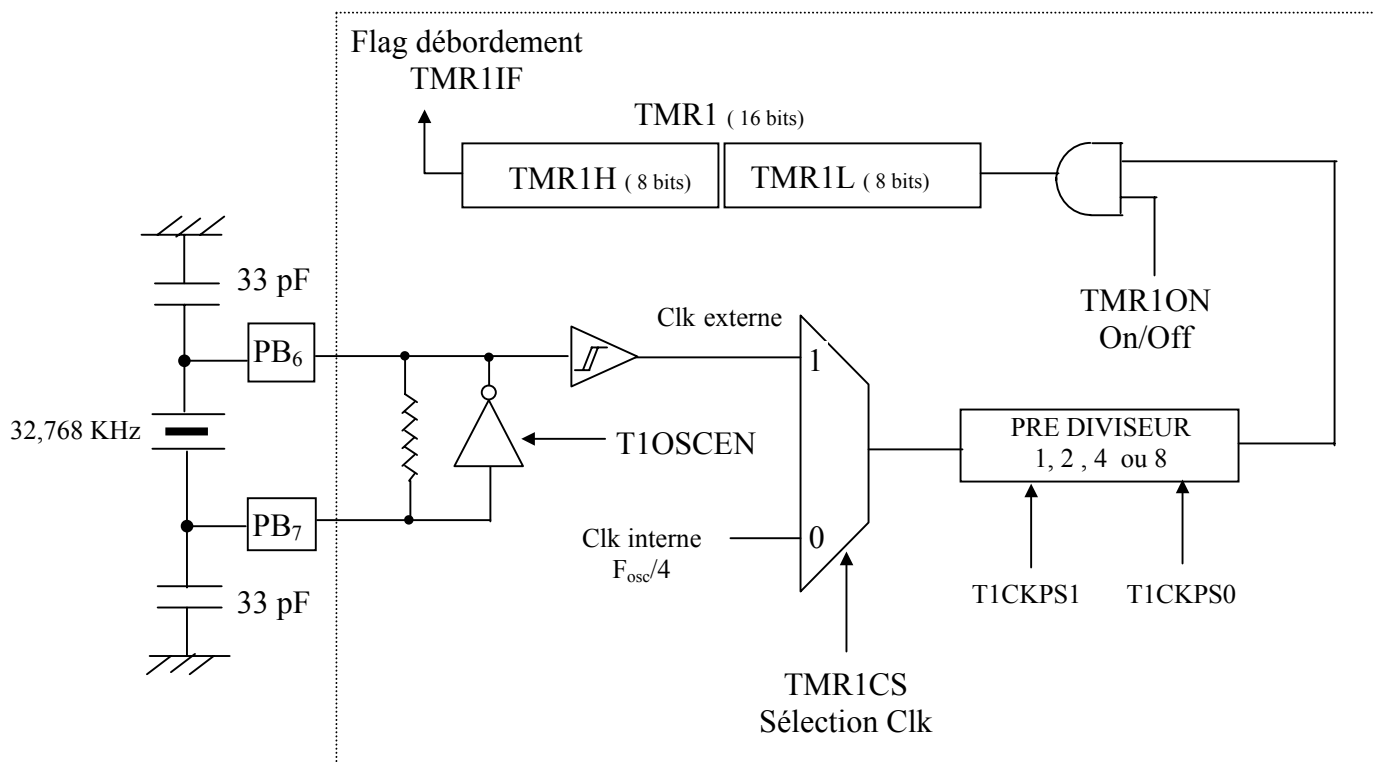 Flag débordement
TMR1IF
TMR1 ( 16 bits)
TMR1H ( 8 bits)
TMR1L ( 8 bits)
33 pF
TMR1ON
On/Off
Clk externe
PB6
1
32,768 KHz
T1OSCEN
PRE DIVISEUR
1, 2 , 4 ou 8
PB7
Clk interne
Fosc/4
0
33 pF
T1CKPS1
T1CKPS0
TMR1CS
Sélection Clk